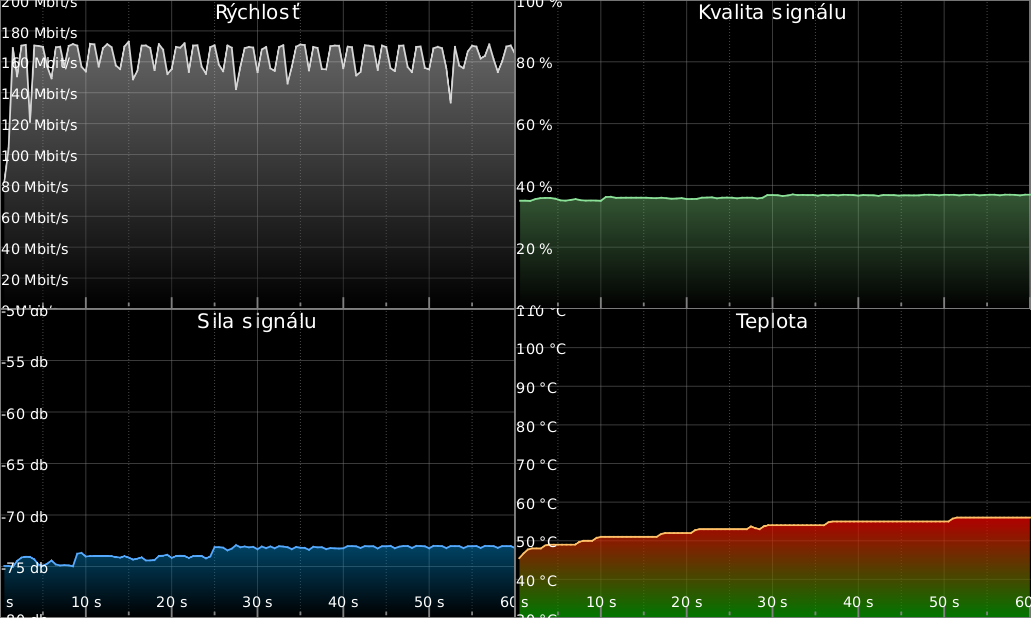 Rýchlosť
200 Mbit/s
180 Mbit/s
160 Mbit/s
140 Mbit/s
120 Mbit/s
100 Mbit/s
80 Mbit/s
60 Mbit/s
40 Mbit/s
20 Mbit/s
Kvalita signálu
100 %
80 %
60 %
40 %
20 %
Sila signálu
-50 db
-55 db
-60 db
-65 db
-70 db
-75 db
s 10 s 20 s 30 s 40 s 50 s 60
Teplota
110 °C
100 °C
90 °C
80 °C
70 °C
60 °C
50 °C
40 °C
s 10 s 20 s 30 s 40 s 50 s 60